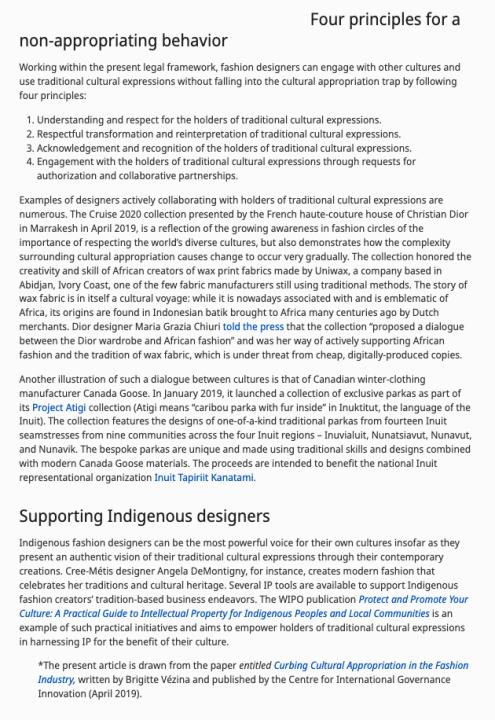 Four principles for a
non-appropriating behavior
Working within the present legal framework, fashion designers can engage with other cultures and
use traditional cultural expressions without falling into the cultural appropriation trap by following
four principles:
1. Understanding and respect for the holders of traditional cultural expressions.
2. Respectful transformation and reinterpretation of traditional cultural expressions.
3. Acknowledgement and recognition of the holders of traditional cultural expressions.
4. Engagement with the holders of traditional cultural expressions through requests for
authorization and collaborative partnerships.
Examples of designers actively collaborating with holders of traditional cultural expressions are
numerous. The Cruise 2020 collection presented by the French haute-couture house of Christian Dior
in Marrakesh in April 2019, is a reflection of the growing awareness in fashion circles of the
importance of respecting the world's diverse cultures, but also demonstrates how the complexity
surrounding cultural appropriation causes change to occur very gradually. The collection honored the
creativity and skill of African creators of wax print fabrics made by Uniwax, a company based in
Abidjan, Ivory Coast, one of the few fabric manufacturers still using traditional methods. The story of
wax fabric is in itself a cultural voyage: while it is nowadays associated with and is emblematic of
Africa, its origins are found in Indonesian batik brought to Africa many centuries ago by Dutch
merchants. Dior designer Maria Grazia Chiuri told the press that the collection "proposed a dialogue
between the Dior wardrobe and African fashion" and was her way of actively supporting African
fashion and the tradition of wax fabric, which is under threat from cheap, digitally-produced copies.
Another illustration of such a dialogue between cultures is that of Canadian winter-clothing
manufacturer Canada Goose. In January 2019, it launched a collection of exclusive parkas as part of
its Project Atigi collection (Atigi means "caribou parka with fur inside" in Inuktitut, the language of the
Inuit). The collection features the designs of one-of-a-kind traditional parkas from fourteen Inuit
seamstresses from nine communities across the four Inuit regions – Inuvialuit, Nunatsiavut, Nunavut,
and Nunavik. The bespoke parkas are unique and made using traditional skills and designs combined
with modern Canada Goose materials. The proceeds are intended to benefit the national Inuit
representational organization Inuit Tapiriit Kanatami.
Supporting Indigenous designers
Indigenous fashion designers can be the most powerful voice for their own cultures insofar as they
present an authentic vision of their traditional cultural expressions through their contemporary
creations. Cree-Métis designer Angela DeMontigny, for instance, creates modern fashion that
celebrates her traditions and cultural heritage. Several IP tools are available to support Indigenous
fashion creators' tradition-based business endeavors. The WIPO publication Protect and Promote Your
Culture: A Practical Guide to Intellectual Property for Indigenous Peoples and Local Communities is an
example of such practical initiatives and aims to empower holders of traditional cultural expressions
in harnessing IP for the benefit of their culture.
*The present article is drawn from the paper entitled Curbing Cultural Appropriation in the Fashion
Industry, written by Brigitte Vézina and published by the Centre for International Governance
Innovation (April 2019).